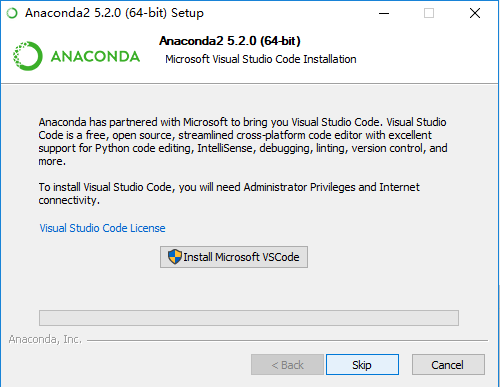 Anaconda2 5.2.0 (64-bit) Setup
Anaconda2 5.2.0 (64-bit)
Microsoft Visual Studio Code Installation
ANACONDA
Anaconda has partnered with Microsoft to bring you Visual Studio Code. Visual Studio
Code is a free, open source, streamlined cross-platform code editor with excellent
support for Python code editing, IntelliSense, debugging, linting, version control, and
more.
To install Visual Studio Code, you will need Administrator Privileges and Internet
connectivity.
Visual Studio Code License
Install Microsoft VSCode
Anaconda, Inc.
< Back
Skip
Cancel